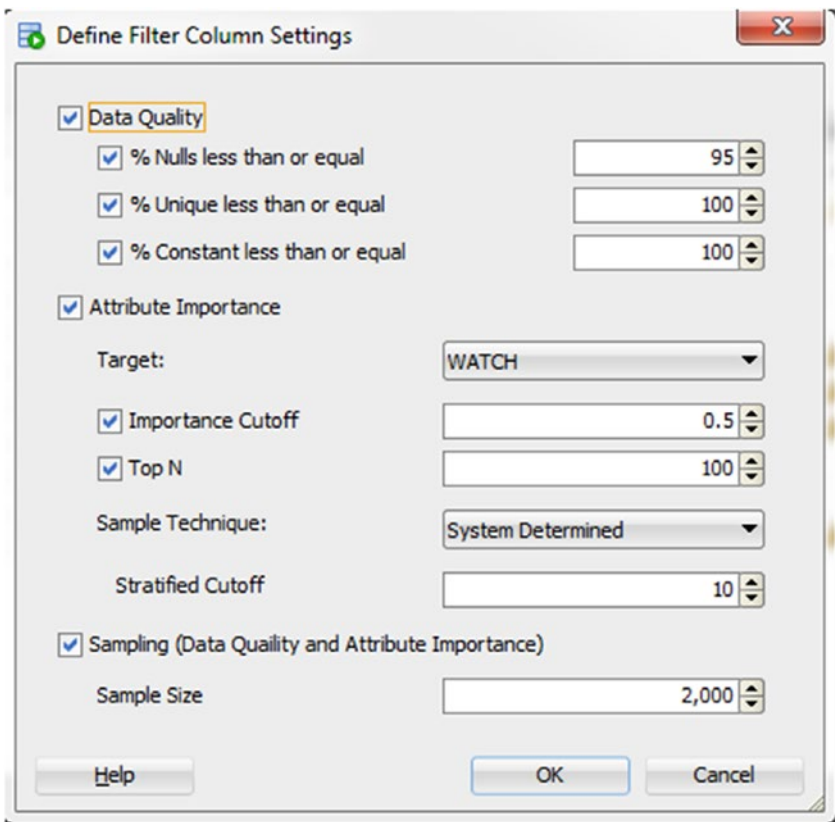 Define Filter Column Settings
Data Quality
% Nulls less than or equal 95
% Unique less than or equal 100
% Constant less than or equal 100
Attribute Importance
Target: WATCH
Importance Cutoff 0.5
Top N 100
Sample Technique: System Determined
Stratified Cutoff 10
Sampling (Data Quaility and Attribute Importance)
Sample Size 2,000
Help OK Cancel